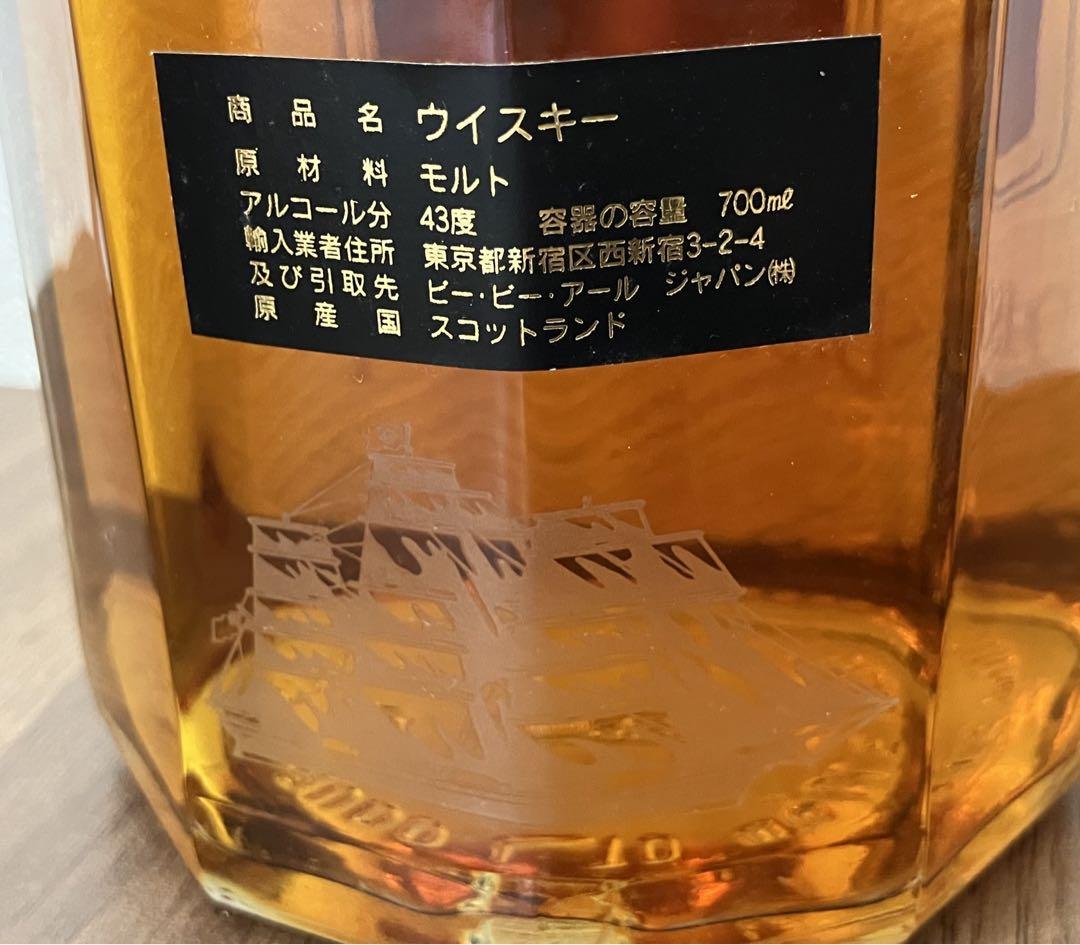 商品名 ウイスキー
原材料 モルト
アルコール分 43度 容器の容量 700mℓ
輸入業者住所 東京都新宿区西新宿3-2-4
及び引取先 ビー・ビー・アール ジャパン㈱
原産国 スコットランド